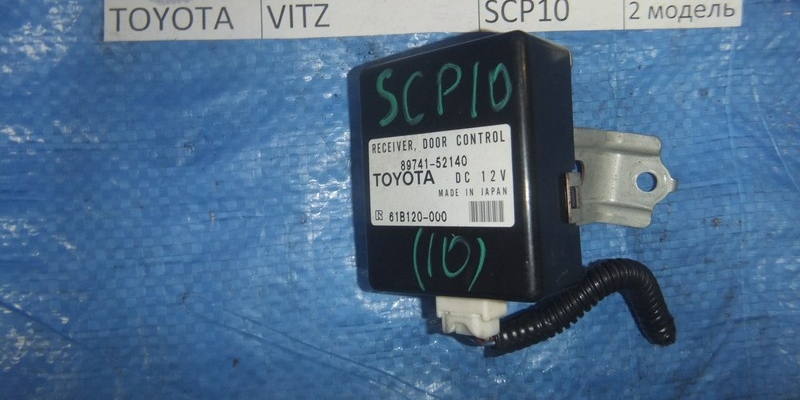 TOYOTA VITZ SCP10 2 модель
SCP10
RECEIVER, DOOR CONTROL
89741-52140
TOYOTA DC 12V
MADE IN JAPAN
61B120-000
(10)